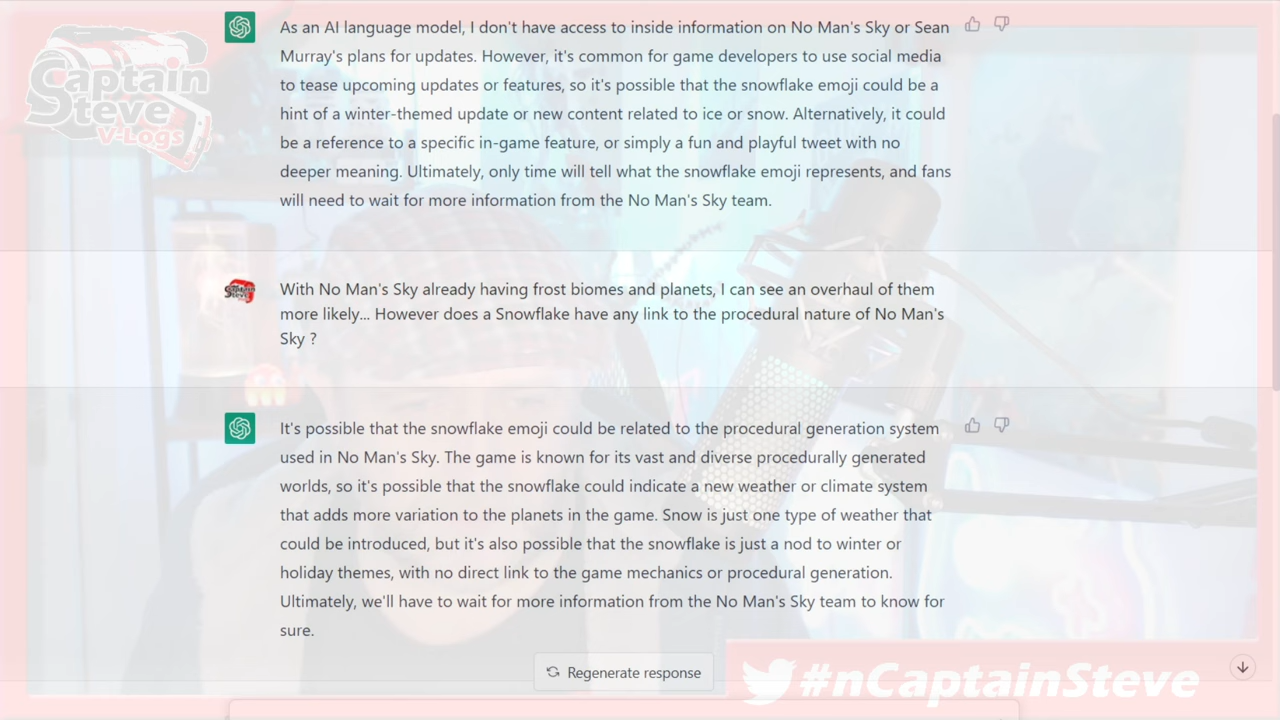 Captain
Steve
V-Logs
As an AI language model, I don't have access to inside information on No Man's Sky or Sean
Murray's plans for updates. However, it's common for game developers to use social media
to tease upcoming updates or features, so it's possible that the snowflake emoji could be a
hint of a winter-themed update or new content related to ice or snow. Alternatively, it could
be a reference to a specific in-game feature, or simply a fun and playful tweet with no
deeper meaning. Ultimately, only time will tell what the snowflake emoji represents, and fans
will need to wait for more information from the No Man's Sky team.
Captain
Steve
With No Man's Sky already having frost biomes and planets, I can see an overhaul of them
more likely... However does a Snowflake have any link to the procedural nature of No Man's
Sky ?
It's possible that the snowflake emoji could be related to the procedural generation system
used in No Man's Sky. The game is known for its vast and diverse procedurally generated
worlds, so it's possible that the snowflake could indicate a new weather or climate system
that adds more variation to the planets in the game. Snow is just one type of weather that
could be introduced, but it's also possible that the snowflake is just a nod to winter or
holiday themes, with no direct link to the game mechanics or procedural generation.
Ultimately, we'll have to wait for more information from the No Man's Sky team to know for
sure.
Regenerate response
#nCaptainSteve